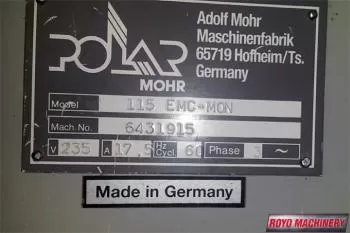 POLAR
MOHR
Adolf Mohr
Maschinenfabrik
65719 Hofheim/Ts.
Germany
Model 115 EMC-MON
Mach.No. 6431915
V 235 A 17,5 Hz Cycl. 60 Phase 3 ~
Made in Germany
ROYO MACHINERY